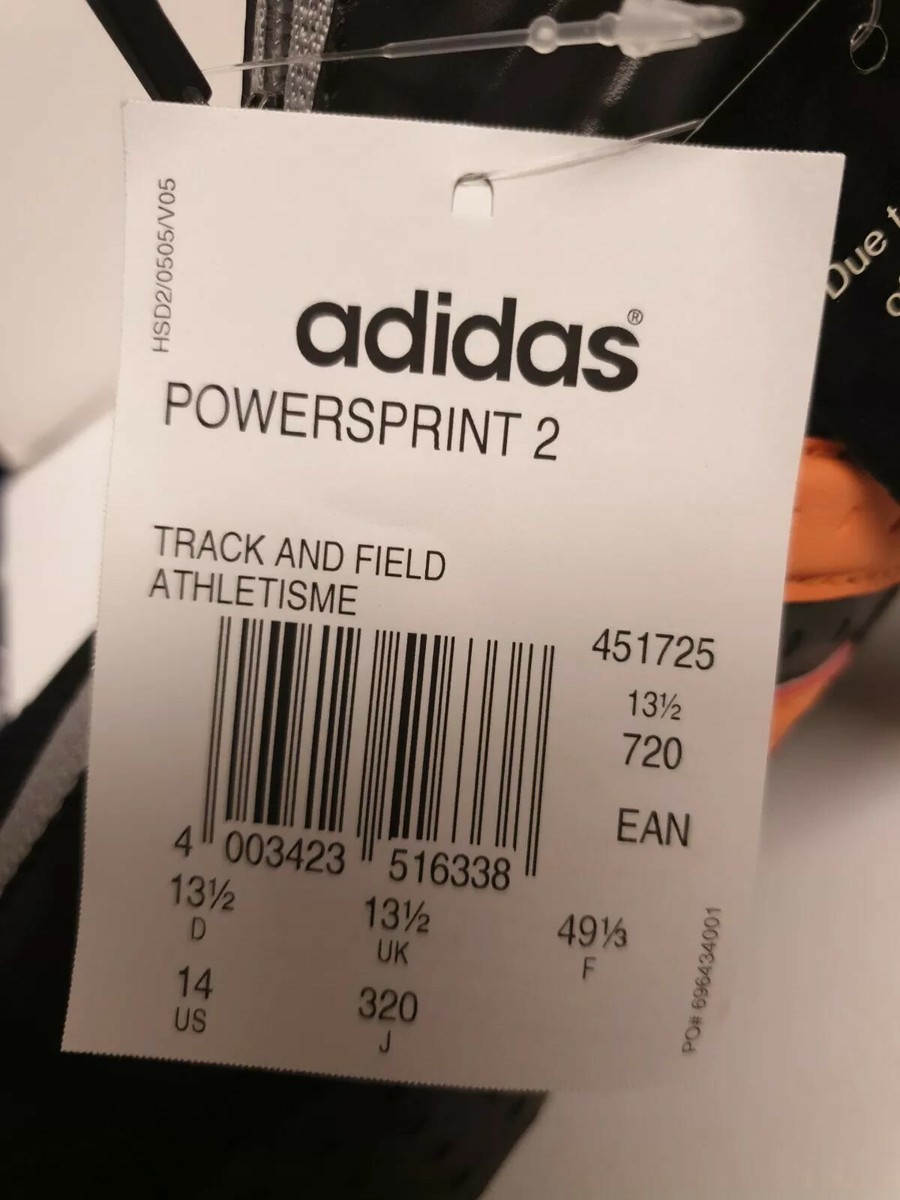 HSD2/0505/V05
adidas®
POWERSPRINT 2
TRACK AND FIELD
ATHLETISME
451725
13½
720
EAN
4 003423 516338
13½
D
13½
UK
49⅓
F
14
US
320
J
PO# 696434001
Due